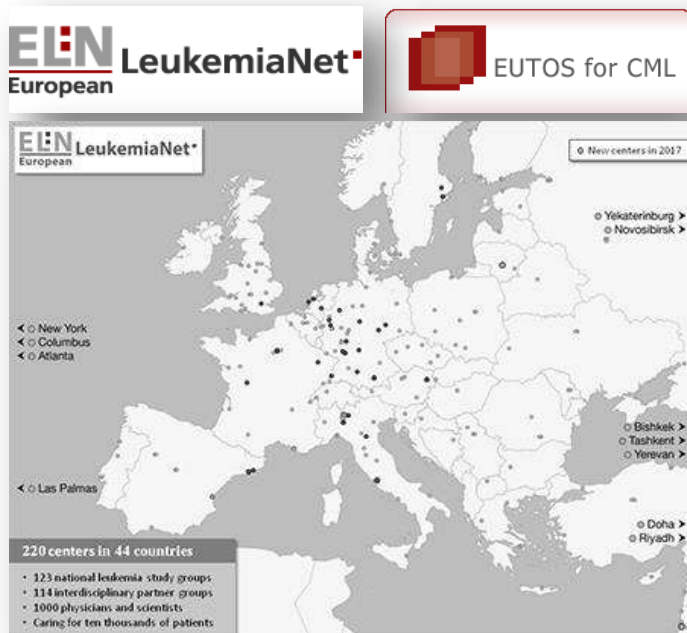 ELN
European LeukemiaNet
EUTOS for CML
ELN
European LeukemiaNet
New centers in 2017
Yekaterinburg
Novosibirsk
New York
Columbus
Atlanta
Bishkek
Tashkent
Yerevan
Las Palmas
Doha
Riyadh
220 centers in 44 countries
• 123 national leukemia study groups
• 114 interdisciplinary partner groups
• 1000 physicians and scientists
• Caring for ten thousands of patients